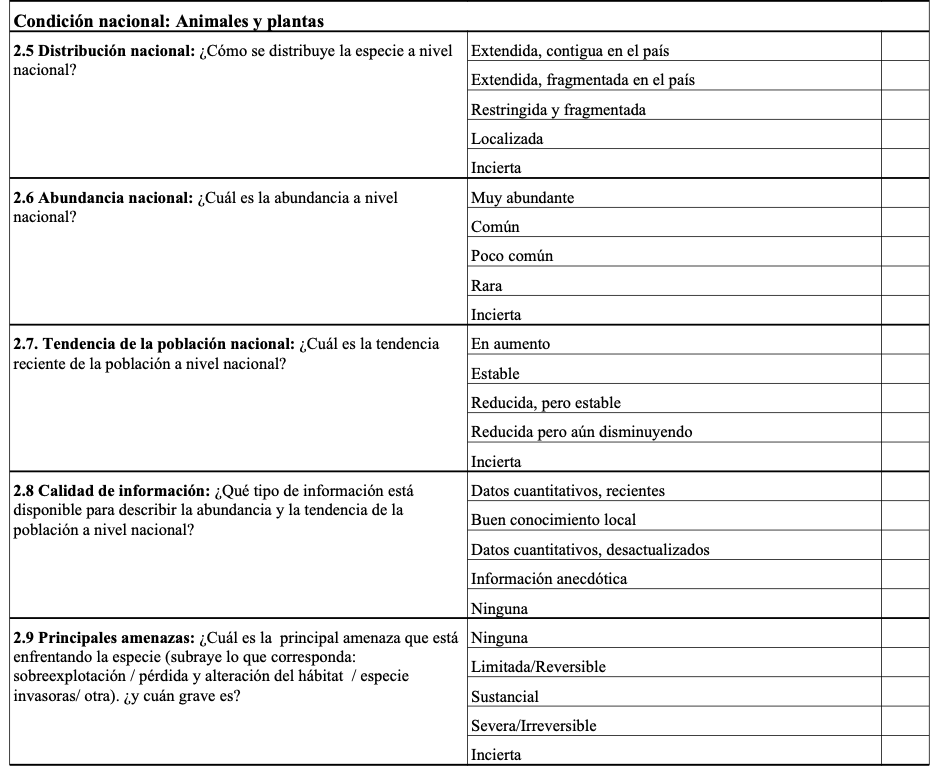 Condición nacional: Animales y plantas
2.5 Distribución nacional: ¿Cómo se distribuye la especie a nivel
nacional?
Extendida, contigua en el país
Extendida, fragmentada en el país
Restringida y fragmentada
Localizada
Incierta
2.6 Abundancia nacional: ¿Cuál es la abundancia a nivel
nacional?
Muy abundante
Común
Poco común
Rara
Incierta
2.7. Tendencia de la población nacional: ¿Cuál es la tendencia
reciente de la población a nivel nacional?
En aumento
Estable
Reducida, pero estable
Reducida pero aún disminuyendo
Incierta
2.8 Calidad de información: ¿Qué tipo de información está
disponible para describir la abundancia y la tendencia de la
población a nivel nacional?
Datos cuantitativos, recientes
Buen conocimiento local
Datos cuantitativos, desactualizados
Información anecdótica
Ninguna
2.9 Principales amenazas: ¿Cuál es la principal amenaza que está
enfrentando la especie (subraye lo que corresponda:
sobreexplotación / pérdida y alteración del hábitat / especie
invasoras/ otra). ¿y cuán grave es?
Ninguna
Limitada/Reversible
Sustancial
Severa/Irreversible
Incierta